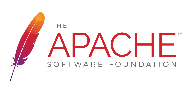 THE
APACHE
SOFTWARE FOUNDATION